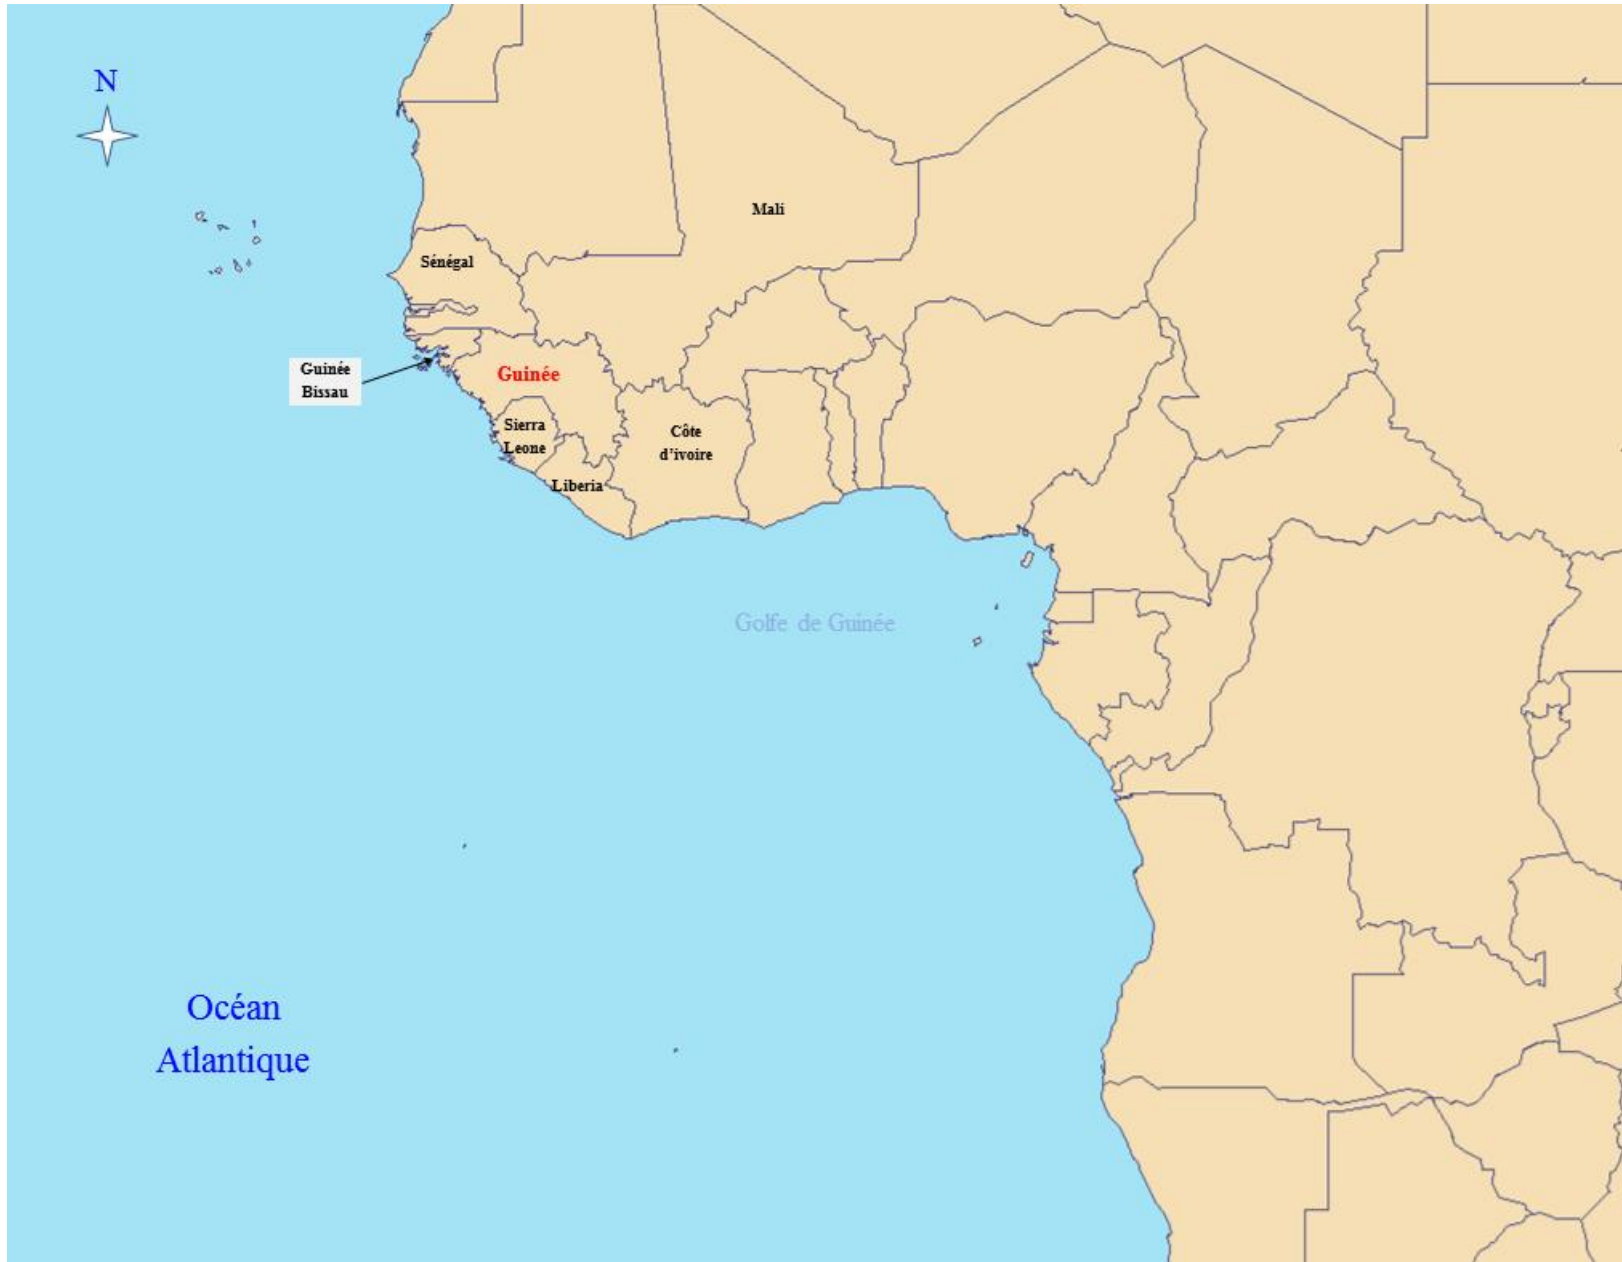 N
Mali
Sénégal
Guinée
Bissau
Guinée
Sierra
Leone
Côte
d'ivoire
Liberia
Golfe de Guinée
Océan
Atlantique